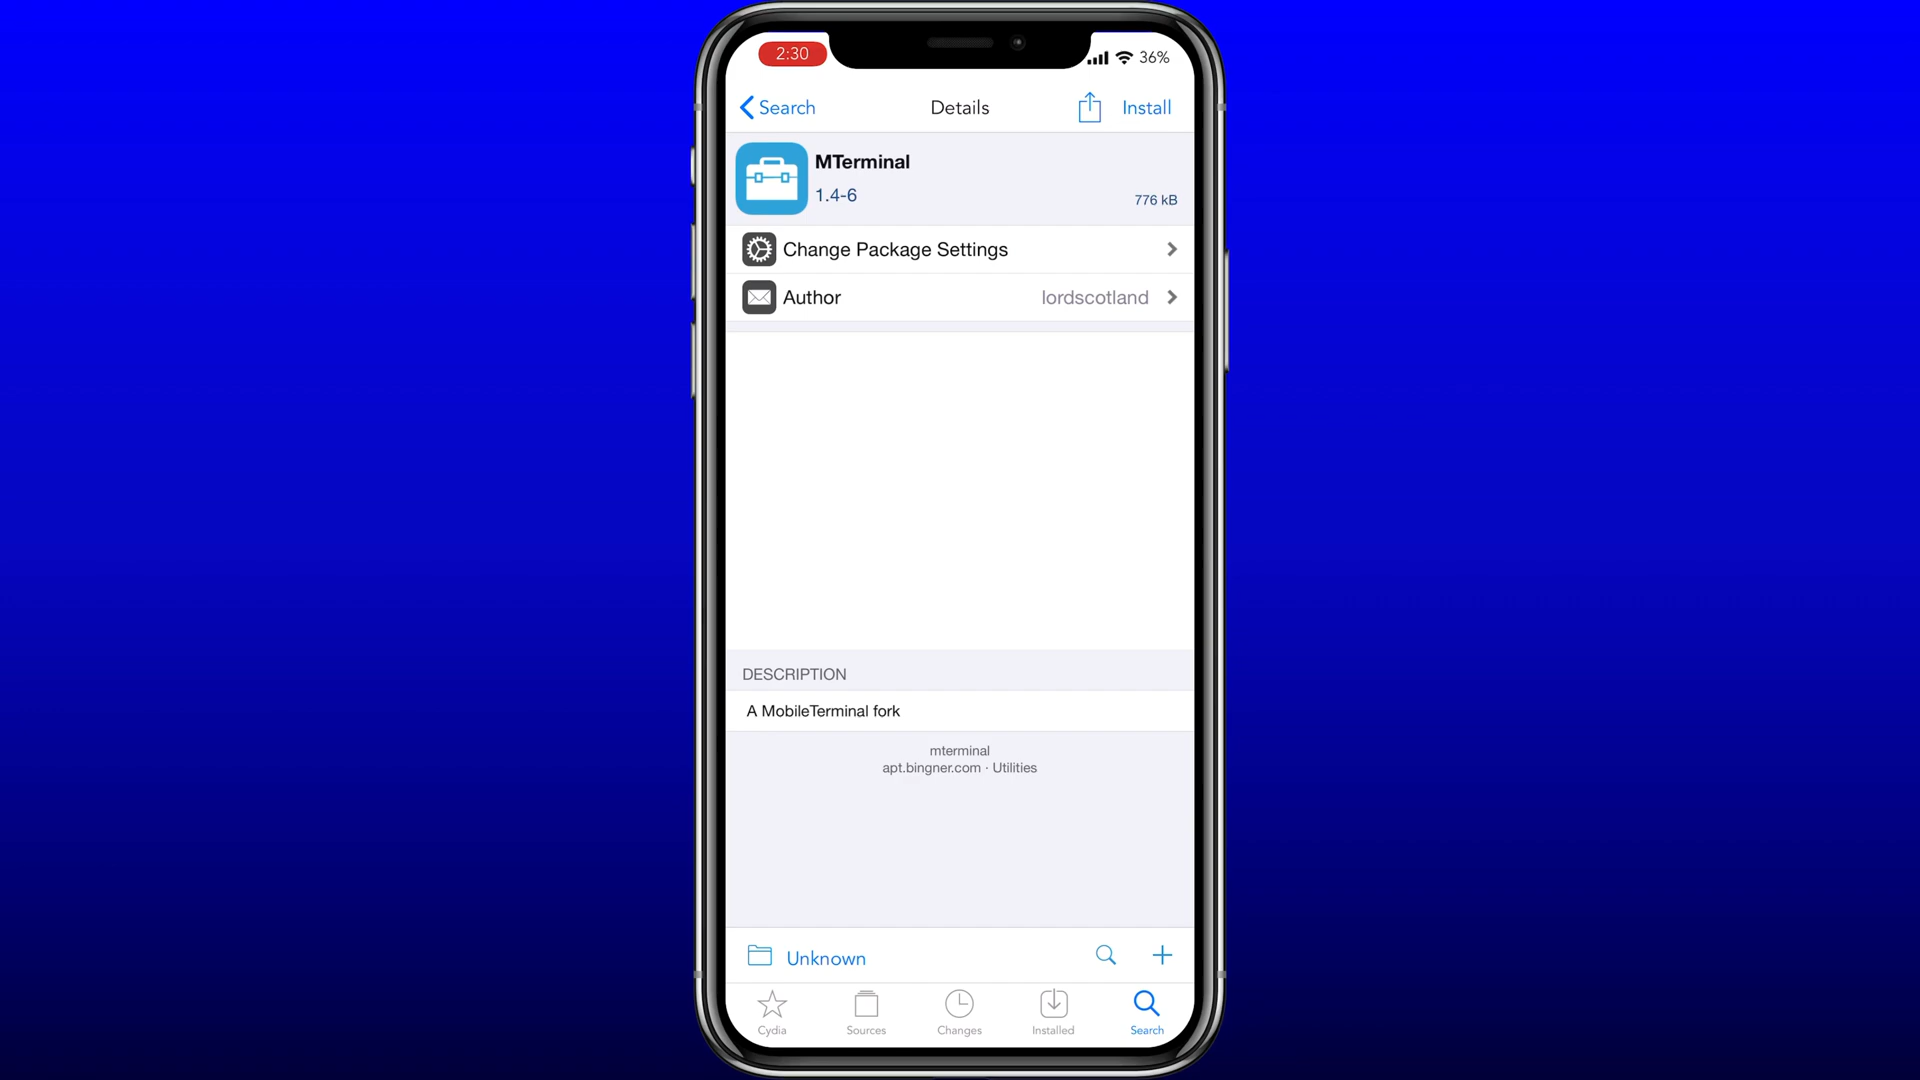 2:30
36%
Search
Details
Install
MTerminal
1.4-6
776 kB
Change Package Settings
Author
lordscotland
DESCRIPTION
A MobileTerminal fork
mterminal
apt.bingner.com · Utilities
Unknown
Cydia
Sources
Changes
Installed
Search